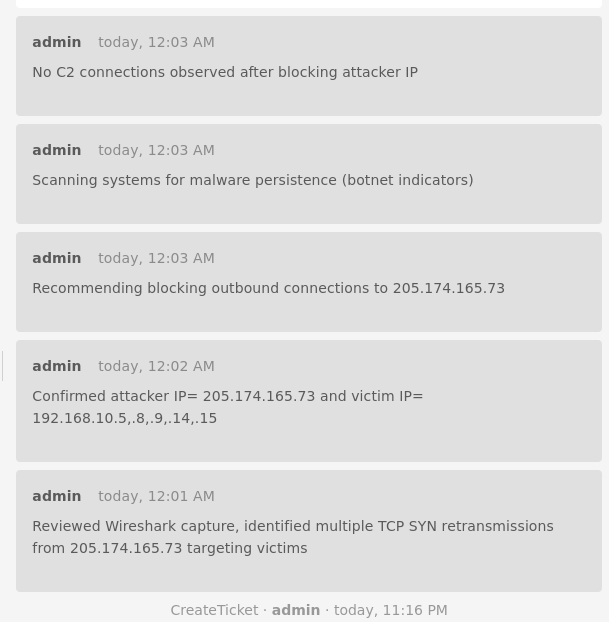 admin today, 12:03 AM
No C2 connections observed after blocking attacker IP
admin today, 12:03 AM
Scanning systems for malware persistence (botnet indicators)
admin today, 12:03 AM
Recommending blocking outbound connections to 205.174.165.73
admin today, 12:02 AM
Confirmed attacker IP= 205.174.165.73 and victim IP=
192.168.10.5,.8,.9,.14,.15
admin today, 12:01 AM
Reviewed Wireshark capture, identified multiple TCP SYN retransmissions
from 205.174.165.73 targeting victims
CreateTicket · admin · today, 11:16 PM